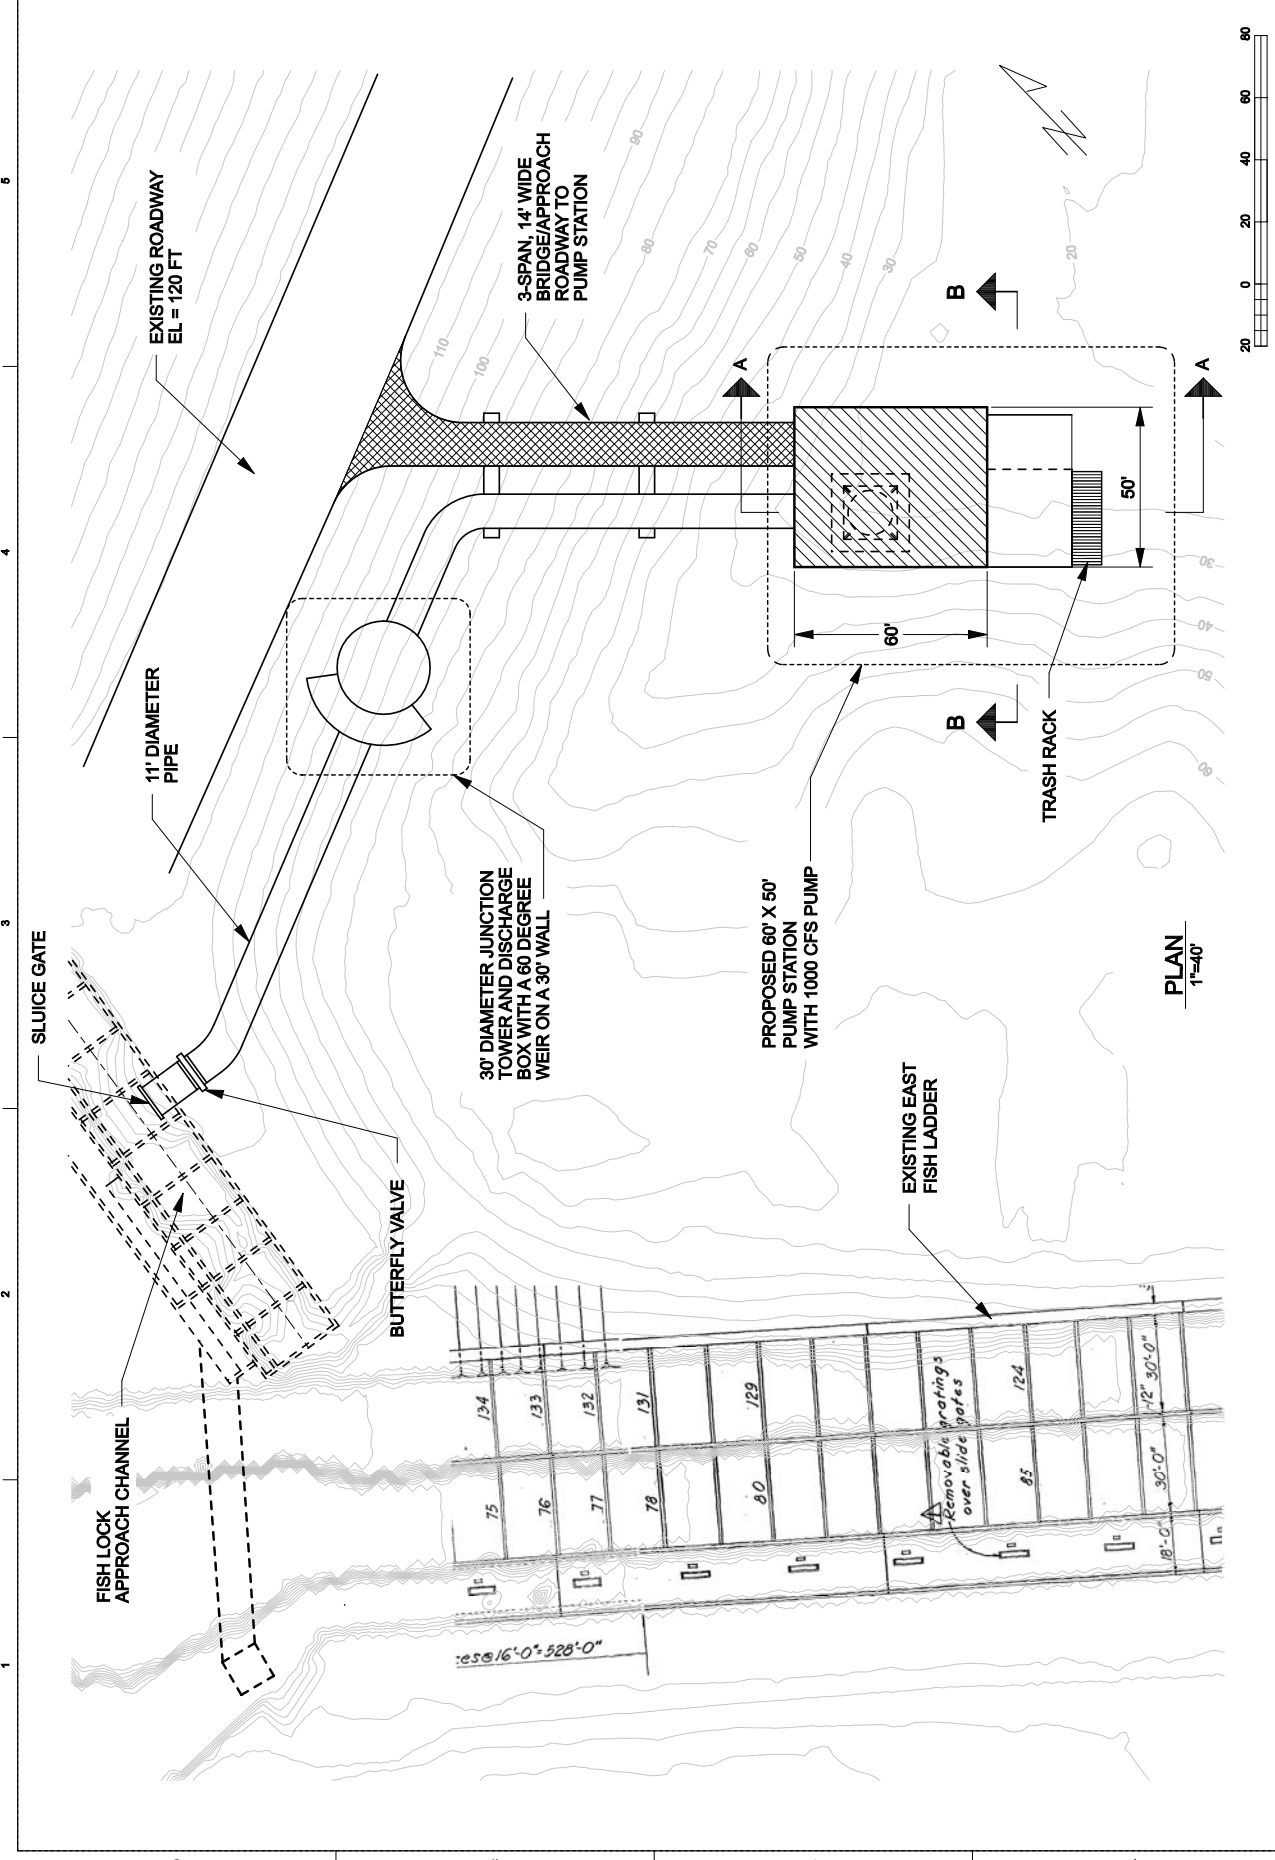 SLUICE GATE
11' DIAMETER
PIPE
EXISTING ROADWAY
EL = 120 FT
3-SPAN, 14' WIDE
BRIDGE/APPROACH
ROADWAY TO
PUMP STATION
FISH LOCK
APPROACH CHANNEL
BUTTERFLY VALVE
30' DIAMETER JUNCTION
TOWER AND DISCHARGE
BOX WITH A 60 DEGREE
WEIR ON A 30' WALL
PROPOSED 60' X 50'
PUMP STATION
WITH 1000 CFS PUMP
EXISTING EAST
FISH LADDER
TRASH RACK
PLAN
1"=40'
A
A
B
B
60'
50'
110
100
90
80
70
60
50
40
30
20
30
40
50
60
134
133
132
131
129
124
75
76
77
78
80
85
Removable gratings
over slide gates
es@16'-0"=528'-0"
18'-0"
30'-0"
12"
30'-0"
20
0
20
40
60
80
1
2
3
4
5